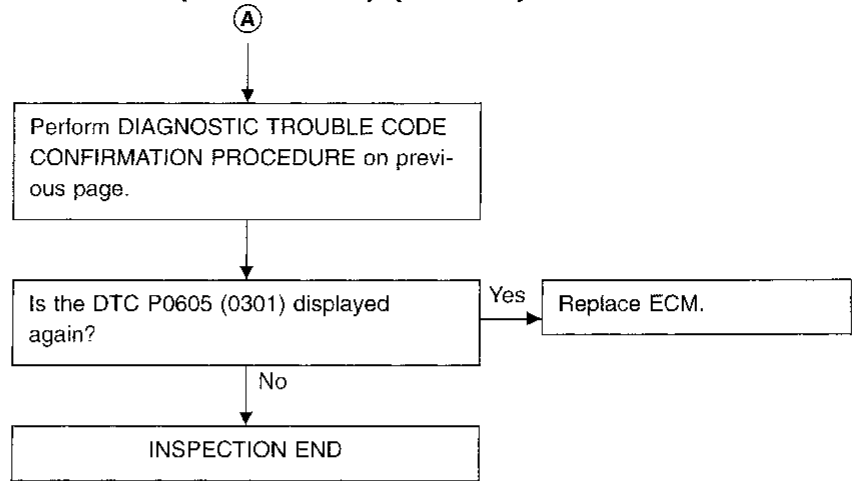 A
Perform DIAGNOSTIC TROUBLE CODE
CONFIRMATION PROCEDURE on previ-
ous page.
Is the DTC P0605 (0301) displayed
again?
Yes
Replace ECM.
No
INSPECTION END